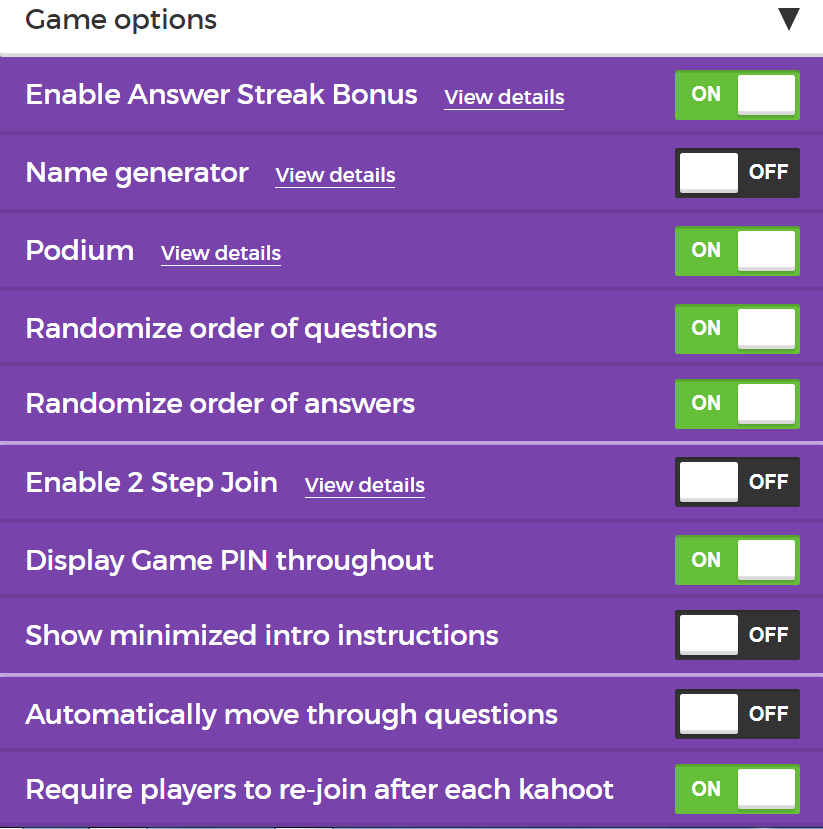 Game options
Enable Answer Streak Bonus View details ON
Name generator View details OFF
Podium View details ON
Randomize order of questions ON
Randomize order of answers ON
Enable 2 Step Join View details OFF
Display Game PIN throughout ON
Show minimized intro instructions OFF
Automatically move through questions OFF
Require players to re-join after each kahoot ON